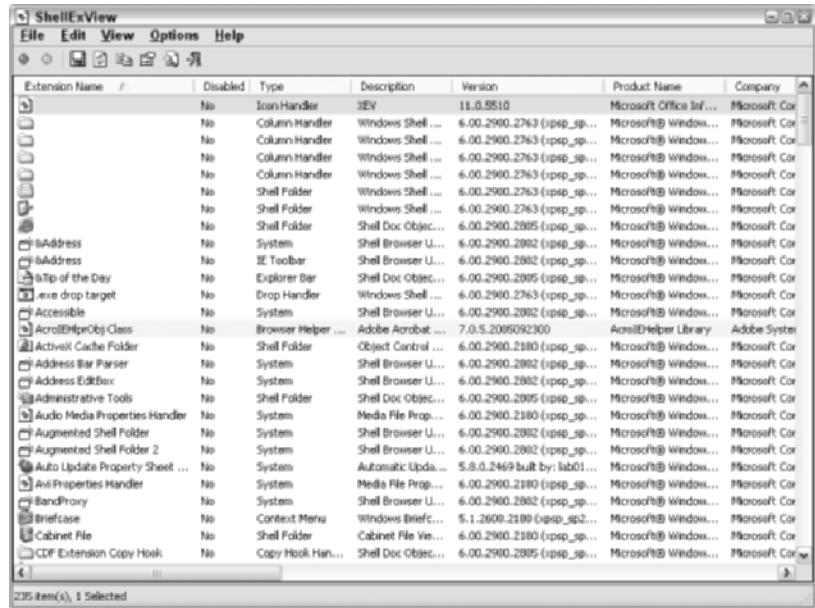 ShellExView
File Edit View Options Help
Extension Name / Disabled Type Description Version Product Name Company
No Icon Handler XEV 11.0.5510 Microsoft Office Inf... Microsoft Cor
No Column Handler Windows Shell ... 6.00.2900.2763 (xpsp_sp... Microsoft® Window... Microsoft Cor
No Column Handler Windows Shell ... 6.00.2900.2763 (xpsp_sp... Microsoft® Window... Microsoft Cor
No Column Handler Windows Shell ... 6.00.2900.2763 (xpsp_sp... Microsoft® Window... Microsoft Cor
No Column Handler Windows Shell ... 6.00.2900.2763 (xpsp_sp... Microsoft® Window... Microsoft Cor
No Shell Folder Windows Shell ... 6.00.2900.2763 (xpsp_sp... Microsoft® Window... Microsoft Cor
No Shell Folder Windows Shell ... 6.00.2900.2763 (xpsp_sp... Microsoft® Window... Microsoft Cor
No Shell Folder Shell Doc Objec... 6.00.2900.2805 (xpsp_sp... Microsoft® Window... Microsoft Cor
&Address No System Shell Browser U... 6.00.2900.2802 (xpsp_sp... Microsoft® Window... Microsoft Cor
&Address No IE Toolbar Shell Browser U... 6.00.2900.2802 (xpsp_sp... Microsoft® Window... Microsoft Cor
&Tip of the Day No Explorer Bar Shell Doc Objec... 6.00.2900.2805 (xpsp_sp... Microsoft® Window... Microsoft Cor
.exe drop target No Drop Handler Windows Shell ... 6.00.2900.2763 (xpsp_sp... Microsoft® Window... Microsoft Cor
Accessible No System Shell Browser U... 6.00.2900.2802 (xpsp_sp... Microsoft® Window... Microsoft Cor
AcroIEHlprObj Class No Browser Helper ... Adobe Acrobat ... 7.0.5.2005092300 AcroIEHelper Library Adobe System
ActiveX Cache Folder No Shell Folder Object Control ... 6.00.2900.2180 (xpsp_sp... Microsoft® Window... Microsoft Cor
Address Bar Parser No System Shell Browser U... 6.00.2900.2802 (xpsp_sp... Microsoft® Window... Microsoft Cor
Address EditBox No System Shell Browser U... 6.00.2900.2802 (xpsp_sp... Microsoft® Window... Microsoft Cor
Administrative Tools No Shell Folder Shell Doc Objec... 6.00.2900.2805 (xpsp_sp... Microsoft® Window... Microsoft Cor
Audio Media Properties Handler No System Media File Prop... 6.00.2900.2180 (xpsp_sp... Microsoft® Window... Microsoft Cor
Augmented Shell Folder No System Shell Browser U... 6.00.2900.2802 (xpsp_sp... Microsoft® Window... Microsoft Cor
Augmented Shell Folder 2 No System Shell Browser U... 6.00.2900.2802 (xpsp_sp... Microsoft® Window... Microsoft Cor
Auto Update Property Sheet ... No System Automatic Upda... 5.8.0.2469 built by: lab01... Microsoft® Window... Microsoft Cor
Avi Properties Handler No System Media File Prop... 6.00.2900.2180 (xpsp_sp... Microsoft® Window... Microsoft Cor
BandProxy No System Shell Browser U... 6.00.2900.2802 (xpsp_sp... Microsoft® Window... Microsoft Cor
Briefcase No Context Menu Windows Briefc... 5.1.2600.2180 (xpsp_sp2... Microsoft® Window... Microsoft Cor
Cabinet File No Shell Folder Cabinet File Vie... 6.00.2900.2180 (xpsp_sp... Microsoft® Window... Microsoft Cor
CDF Extension Copy Hook No Copy Hook Han... Shell Doc Objec... 6.00.2900.2805 (xpsp_sp... Microsoft® Window... Microsoft Cor
235 item(s), 1 Selected